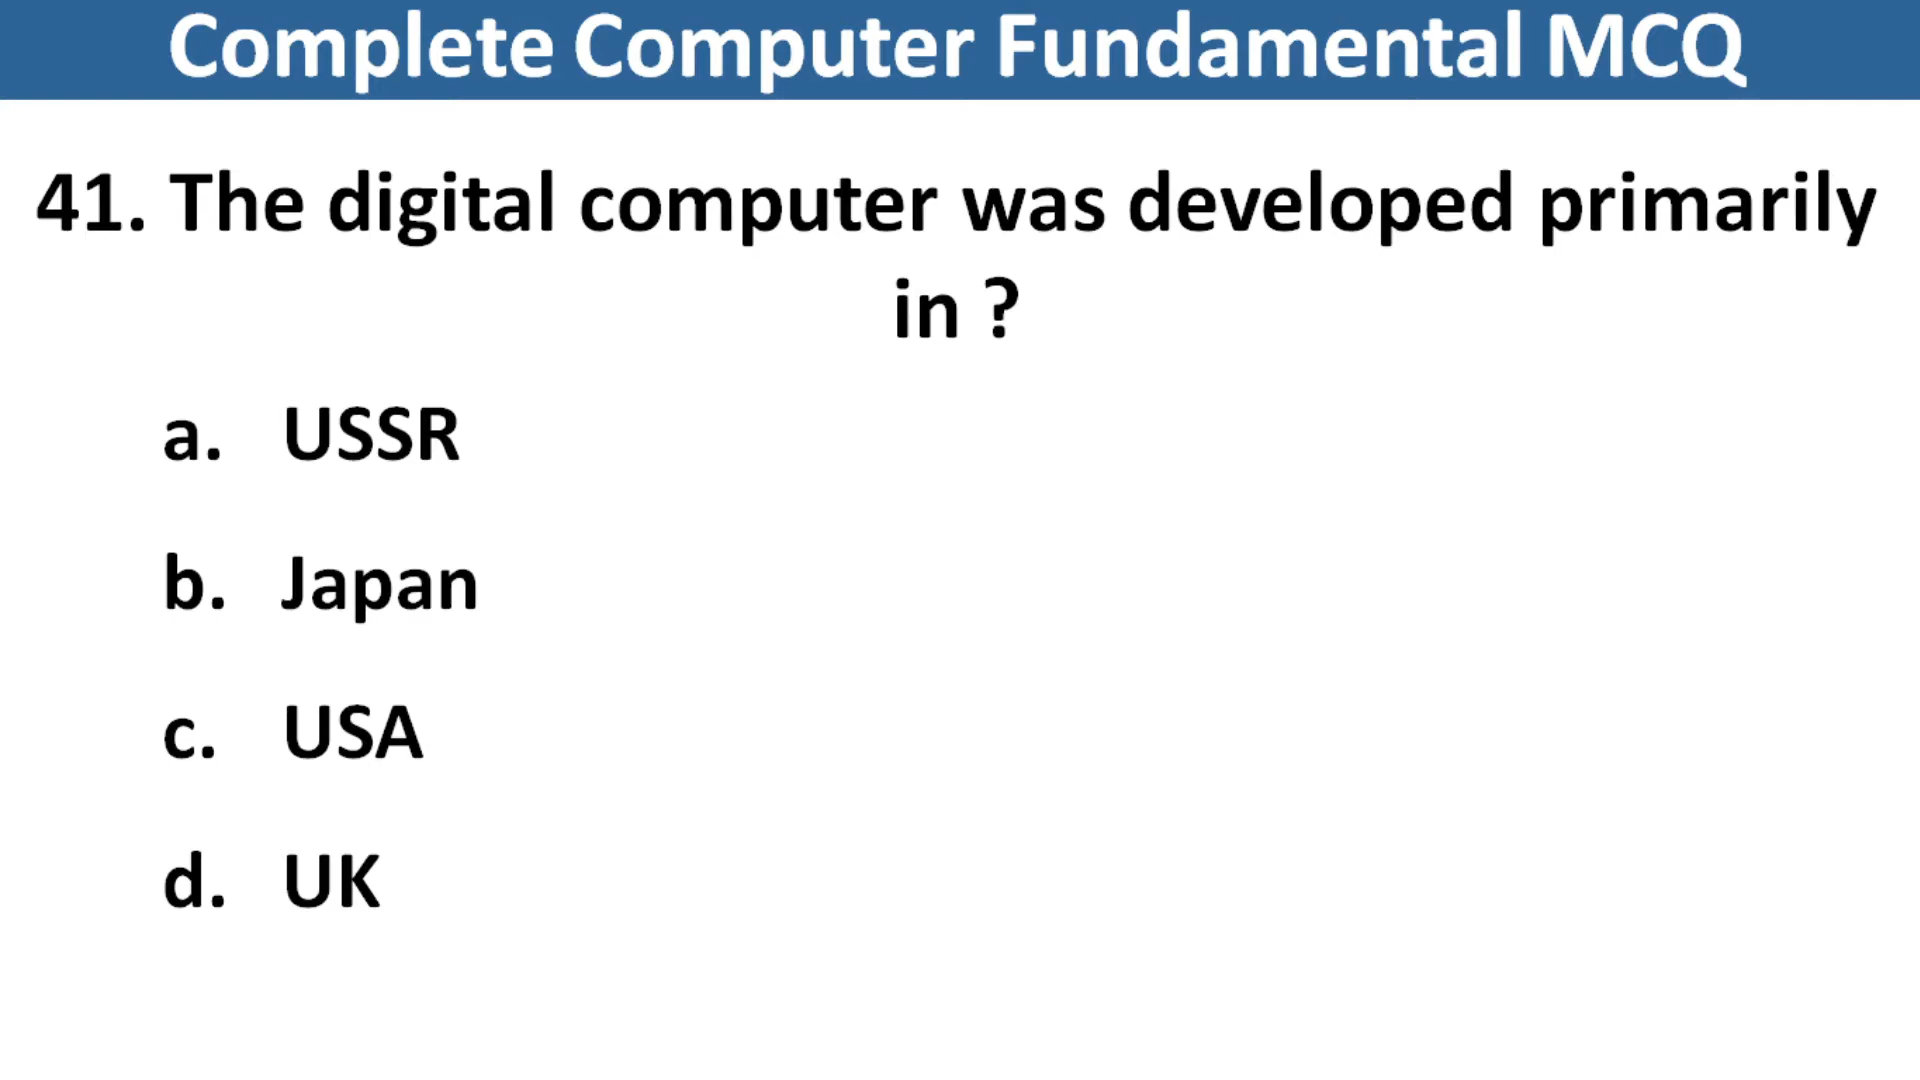 Complete Computer Fundamental MCQ
41. The digital computer was developed primarily
in ?
a. USSR
b. Japan
c. USA
d. UK